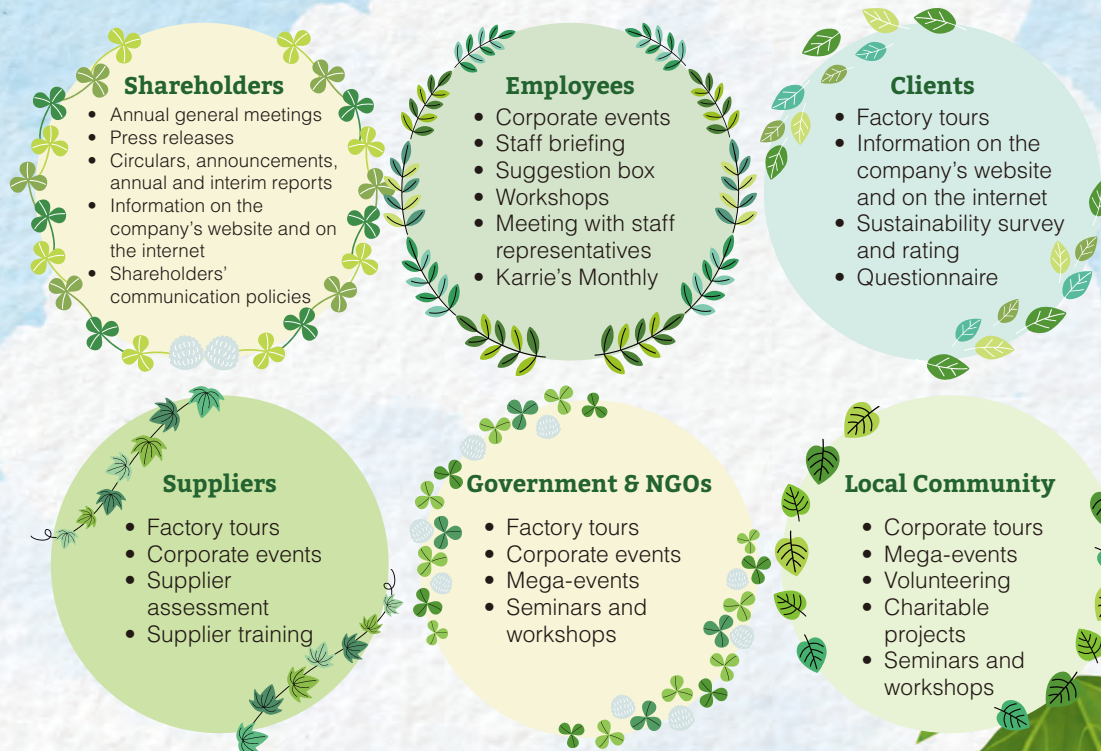 Shareholders
• Annual general meetings
• Press releases
• Circulars, announcements,
annual and interim reports
• Information on the
company's website and on
the internet
• Shareholders'
communication policies
Employees
• Corporate events
• Staff briefing
• Suggestion box
• Workshops
• Meeting with staff
representatives
• Karrie's Monthly
Clients
• Factory tours
• Information on the
company's website
and on the internet
• Sustainability survey
and rating
• Questionnaire
Suppliers
• Factory tours
• Corporate events
• Supplier
assessment
• Supplier training
Government & NGOs
• Factory tours
• Corporate events
• Mega-events
• Seminars and
workshops
Local Community
• Corporate tours
• Mega-events
• Volunteering
• Charitable
projects
• Seminars and
workshops